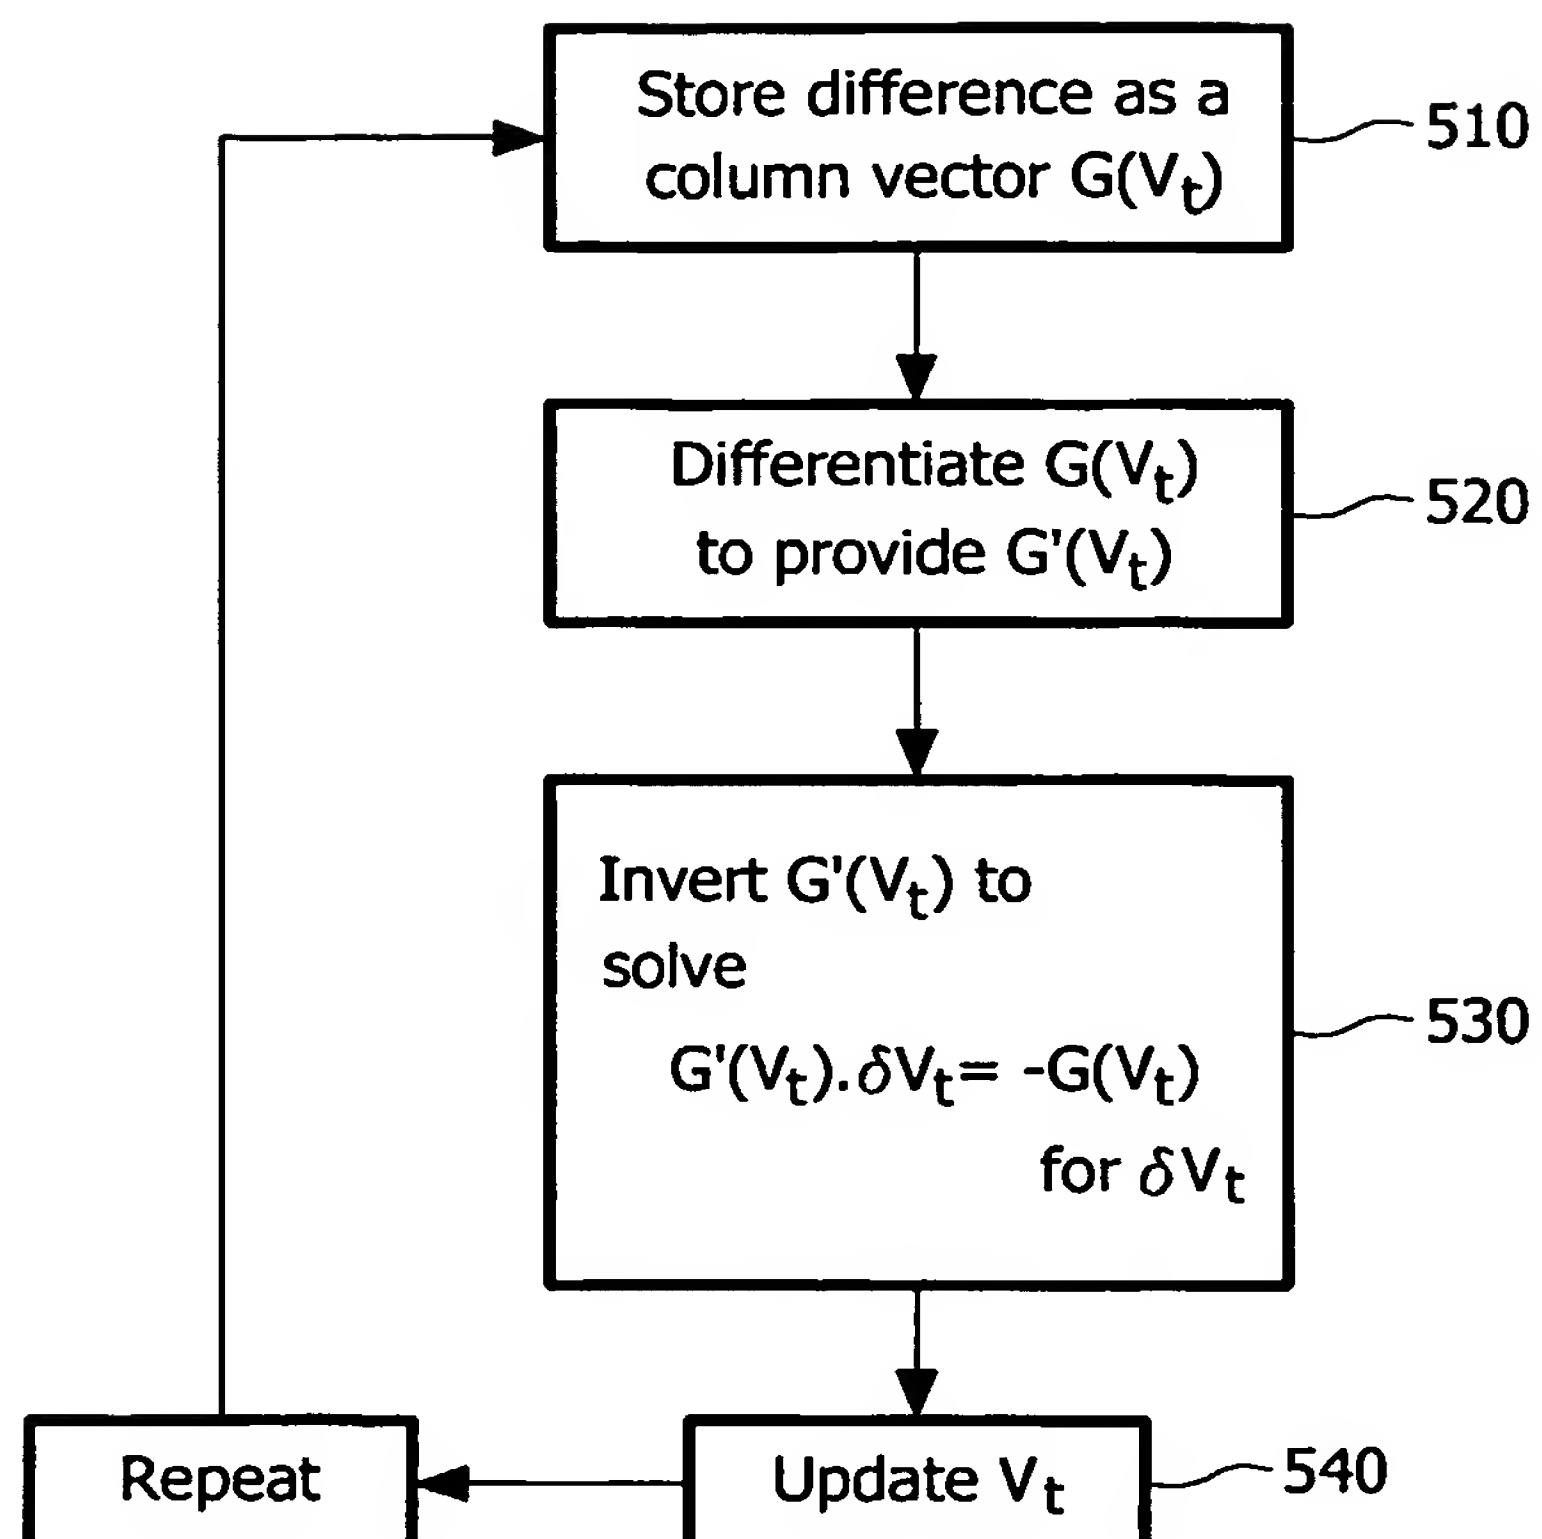 Store difference as a
column vector G(Vt)
510
Differentiate G(Vt)
to provide G'(Vt)
520
Invert G'(Vt) to
solve
G'(Vt).δVt= -G(Vt)
for δVt
530
Repeat
Update Vt
540